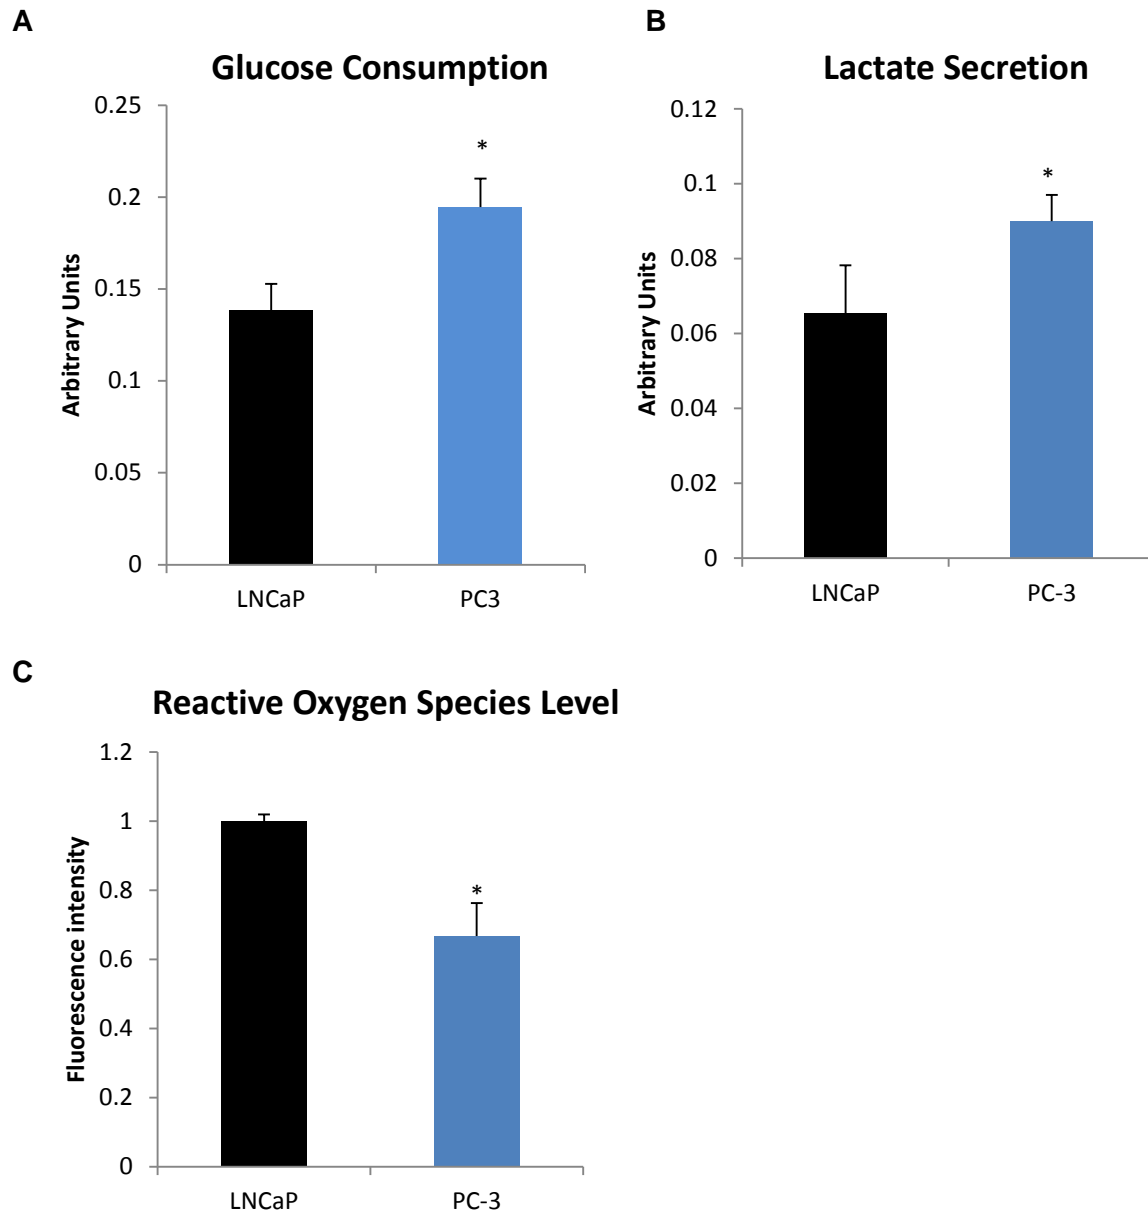 A
Glucose Consumption
Arbitrary Units
0.25
0.2
0.15
0.1
0.05
0
*
LNCaP
PC3
B
Lactate Secretion
Arbitrary Units
0.12
0.1
0.08
0.06
0.04
0.02
0
*
LNCaP
PC-3
C
Reactive Oxygen Species Level
Fluorescence intensity
1.2
1
0.8
0.6
0.4
0.2
0
*
LNCaP
PC-3